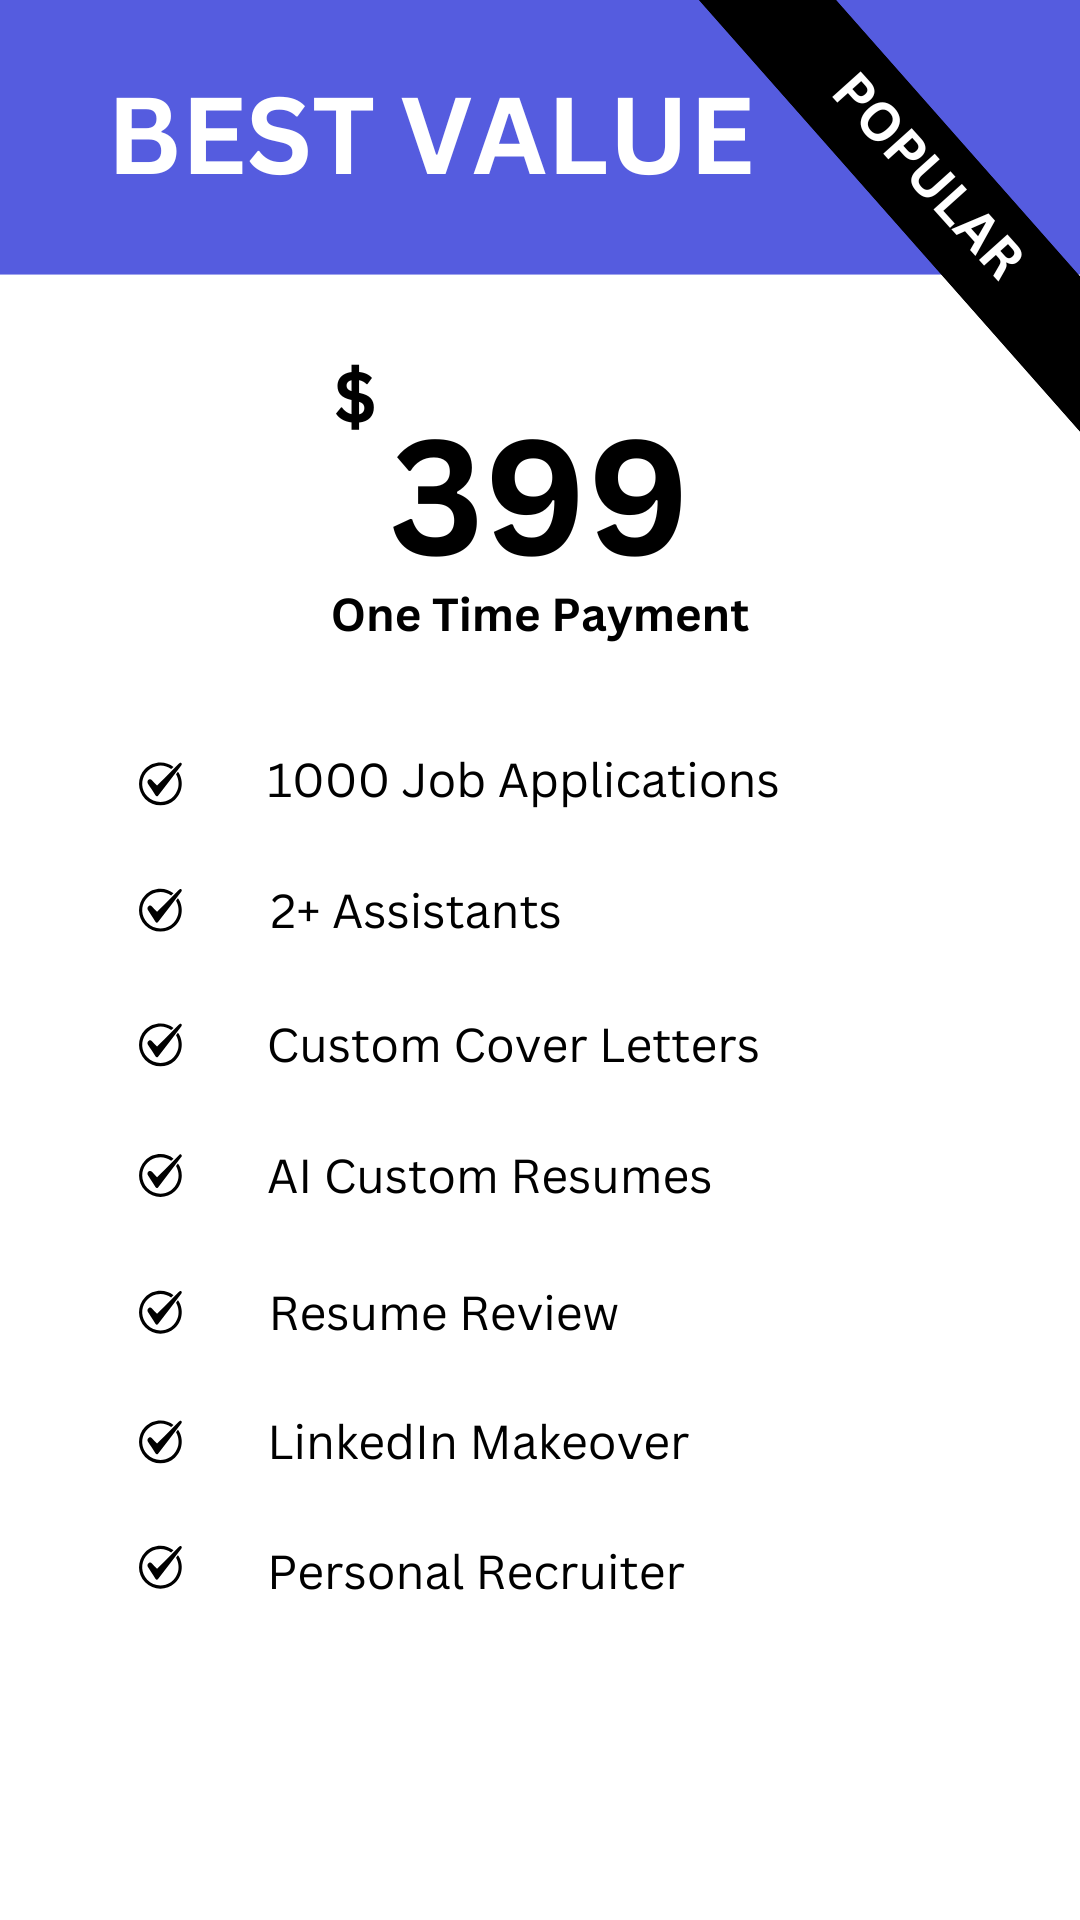 BEST VALUE
POPULAR
$
399
One Time Payment
1000 Job Applications
2+ Assistants
Custom Cover Letters
AI Custom Resumes
Resume Review
LinkedIn Makeover
Personal Recruiter